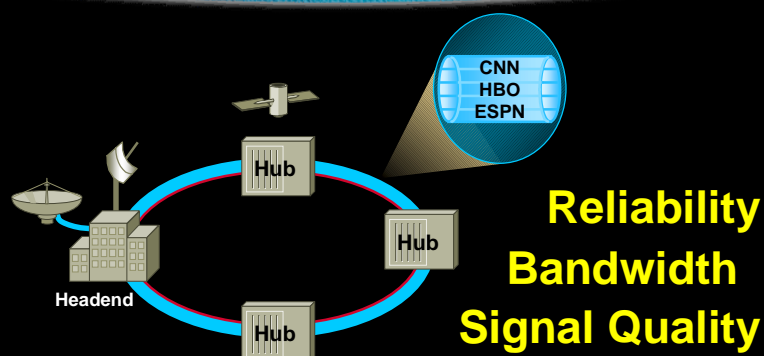 CNN
HBO
ESPN
Hub
Hub
Hub
Headend
Reliability
Bandwidth
Signal Quality